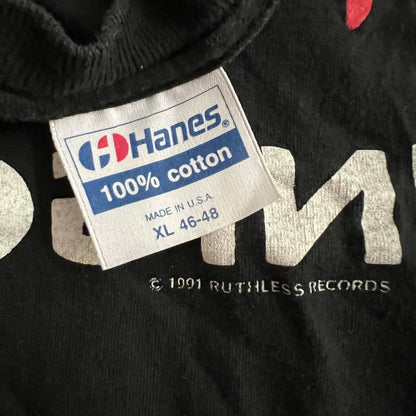 Hanes®
100% cotton
MADE IN U.S.A.
XL 46-48
© 1991 RUTHLESS RECORDS